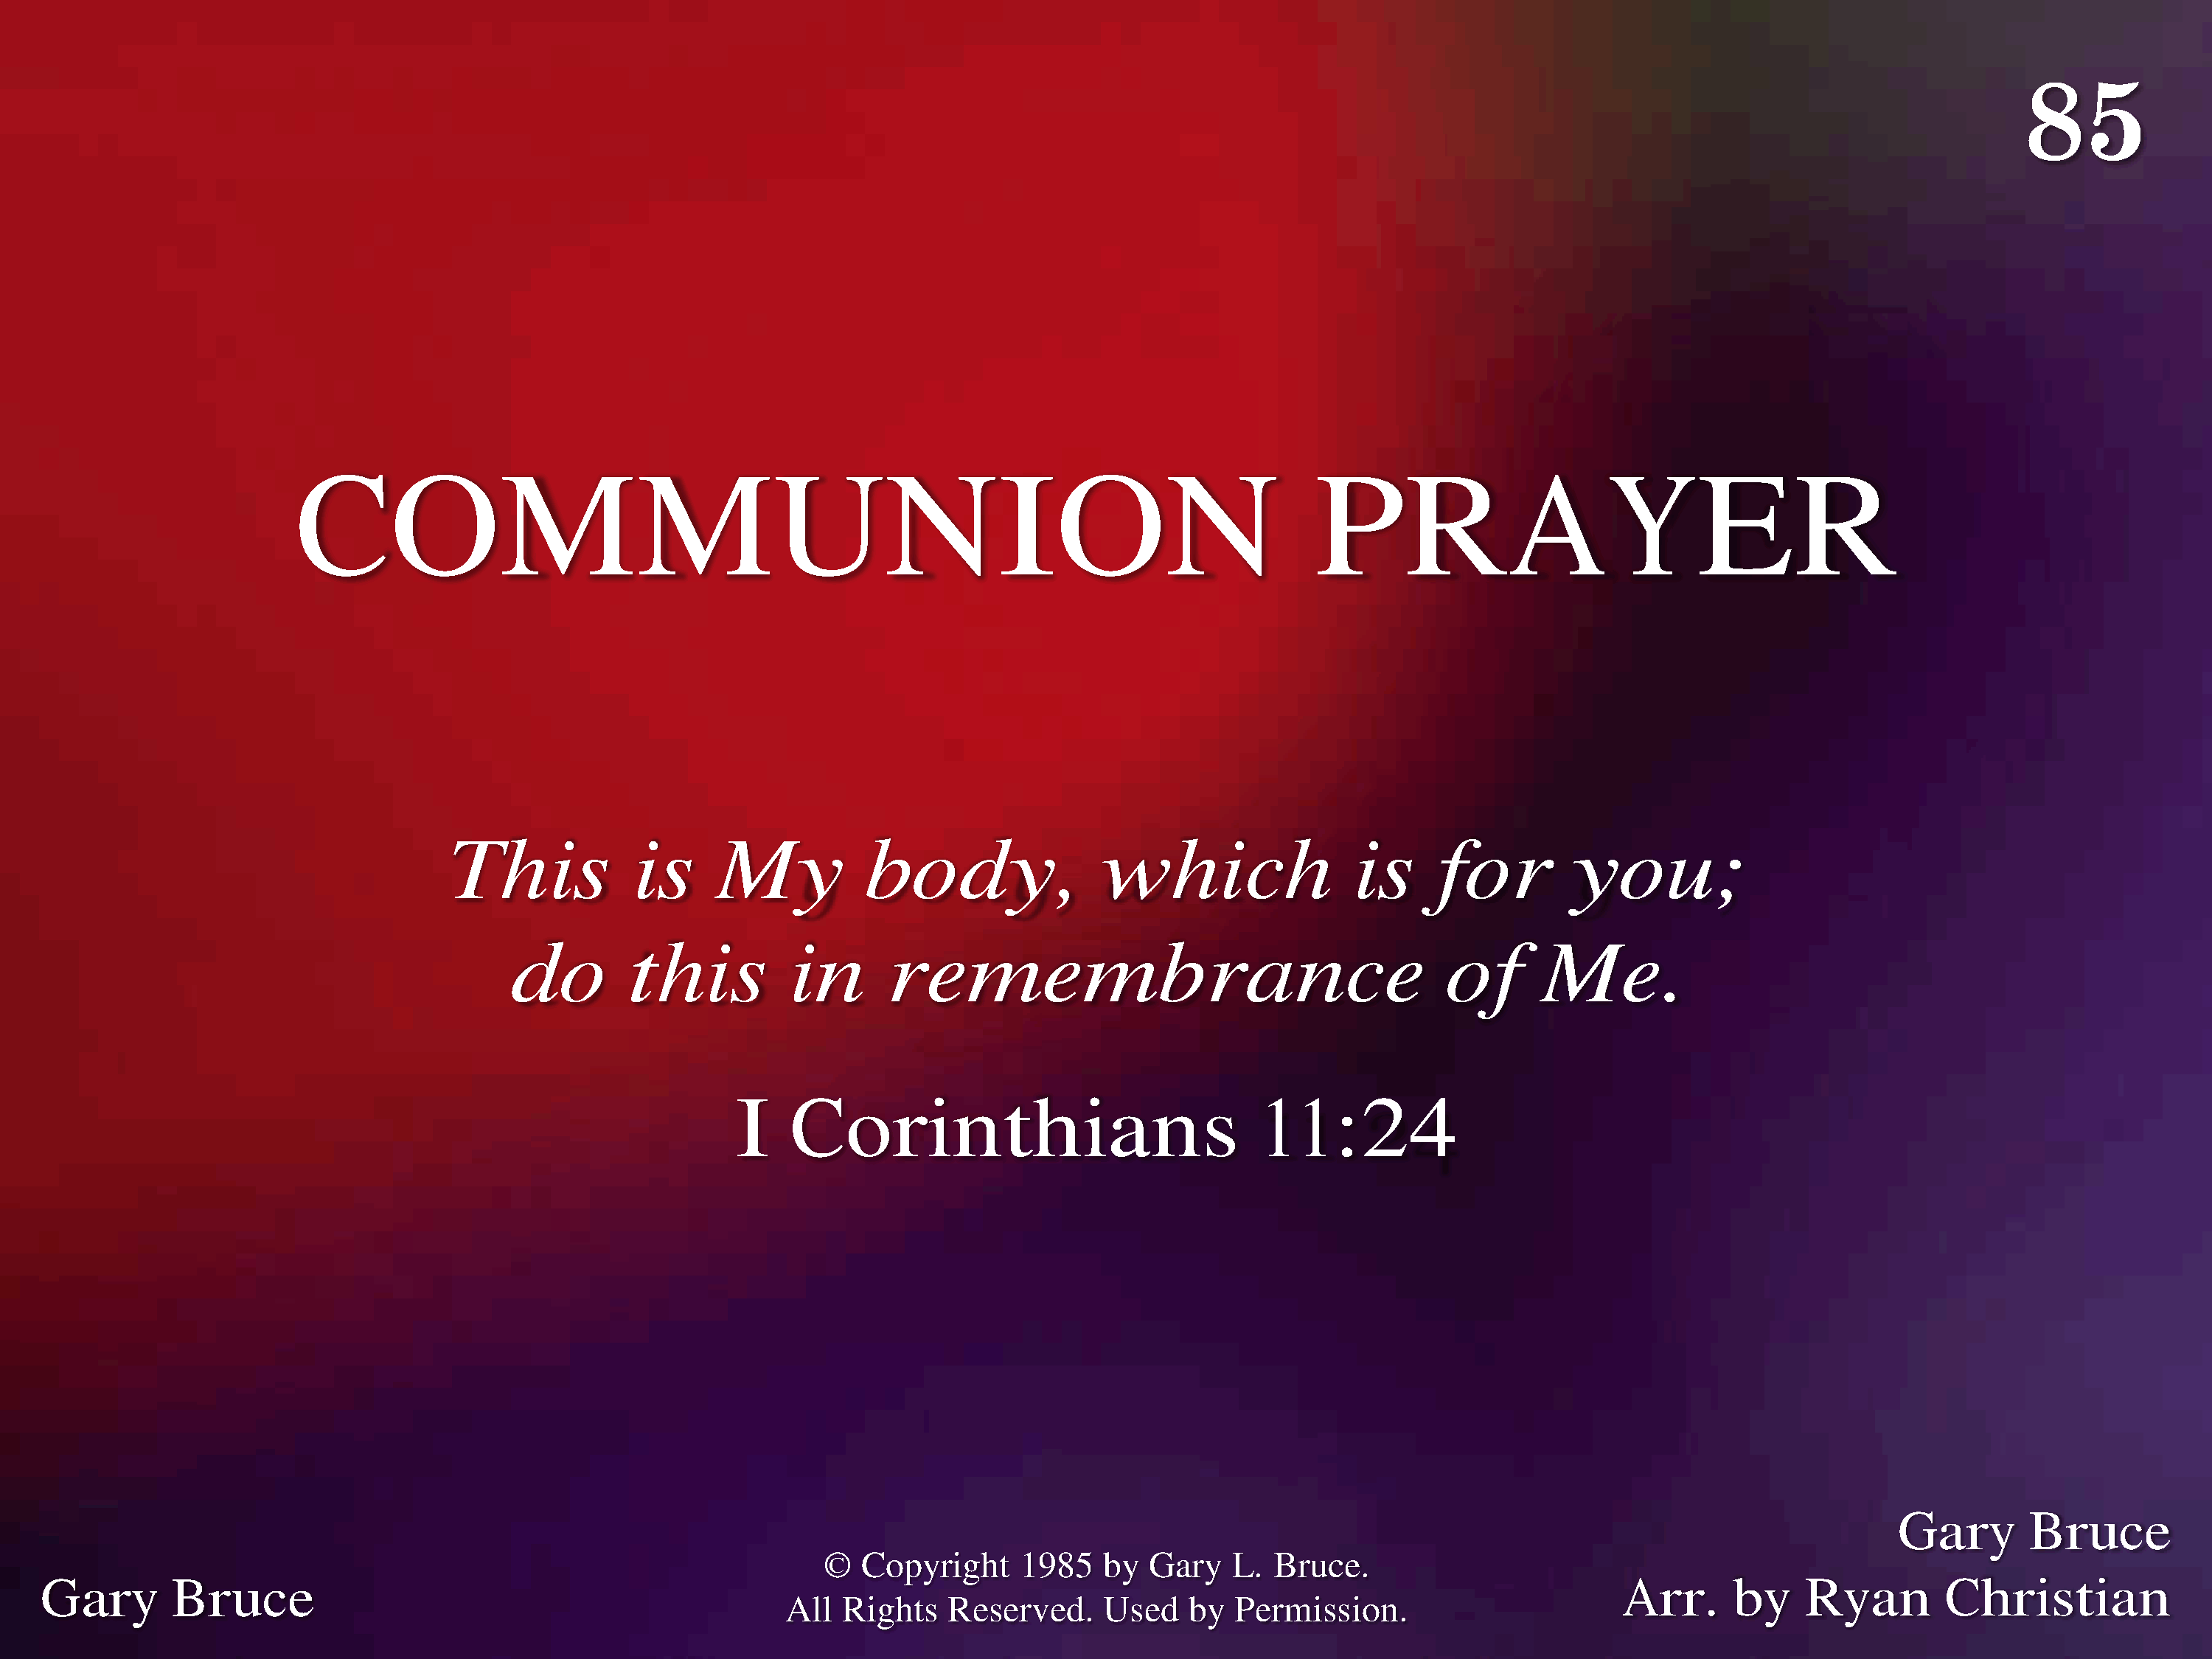 85
COMMUNION PRAYER
This is My body, which is for you;
do this in remembrance of Me.
I Corinthians 11:24
Gary Bruce
© Copyright 1985 by Gary L. Bruce.
All Rights Reserved. Used by Permission.
Gary Bruce
Arr. by Ryan Christian